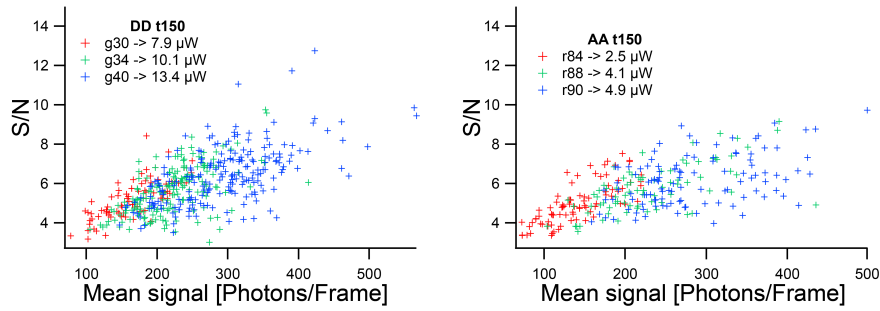 DD t150
g30 -> 7.9 µW
g34 -> 10.1 µW
g40 -> 13.4 µW
14
12
10
8
6
4
S/N
100
200
300
400
500
Mean signal [Photons/Frame]
AA t150
r84 -> 2.5 µW
r88 -> 4.1 µW
r90 -> 4.9 µW
14
12
10
8
6
4
S/N
100
200
300
400
500
Mean signal [Photons/Frame]